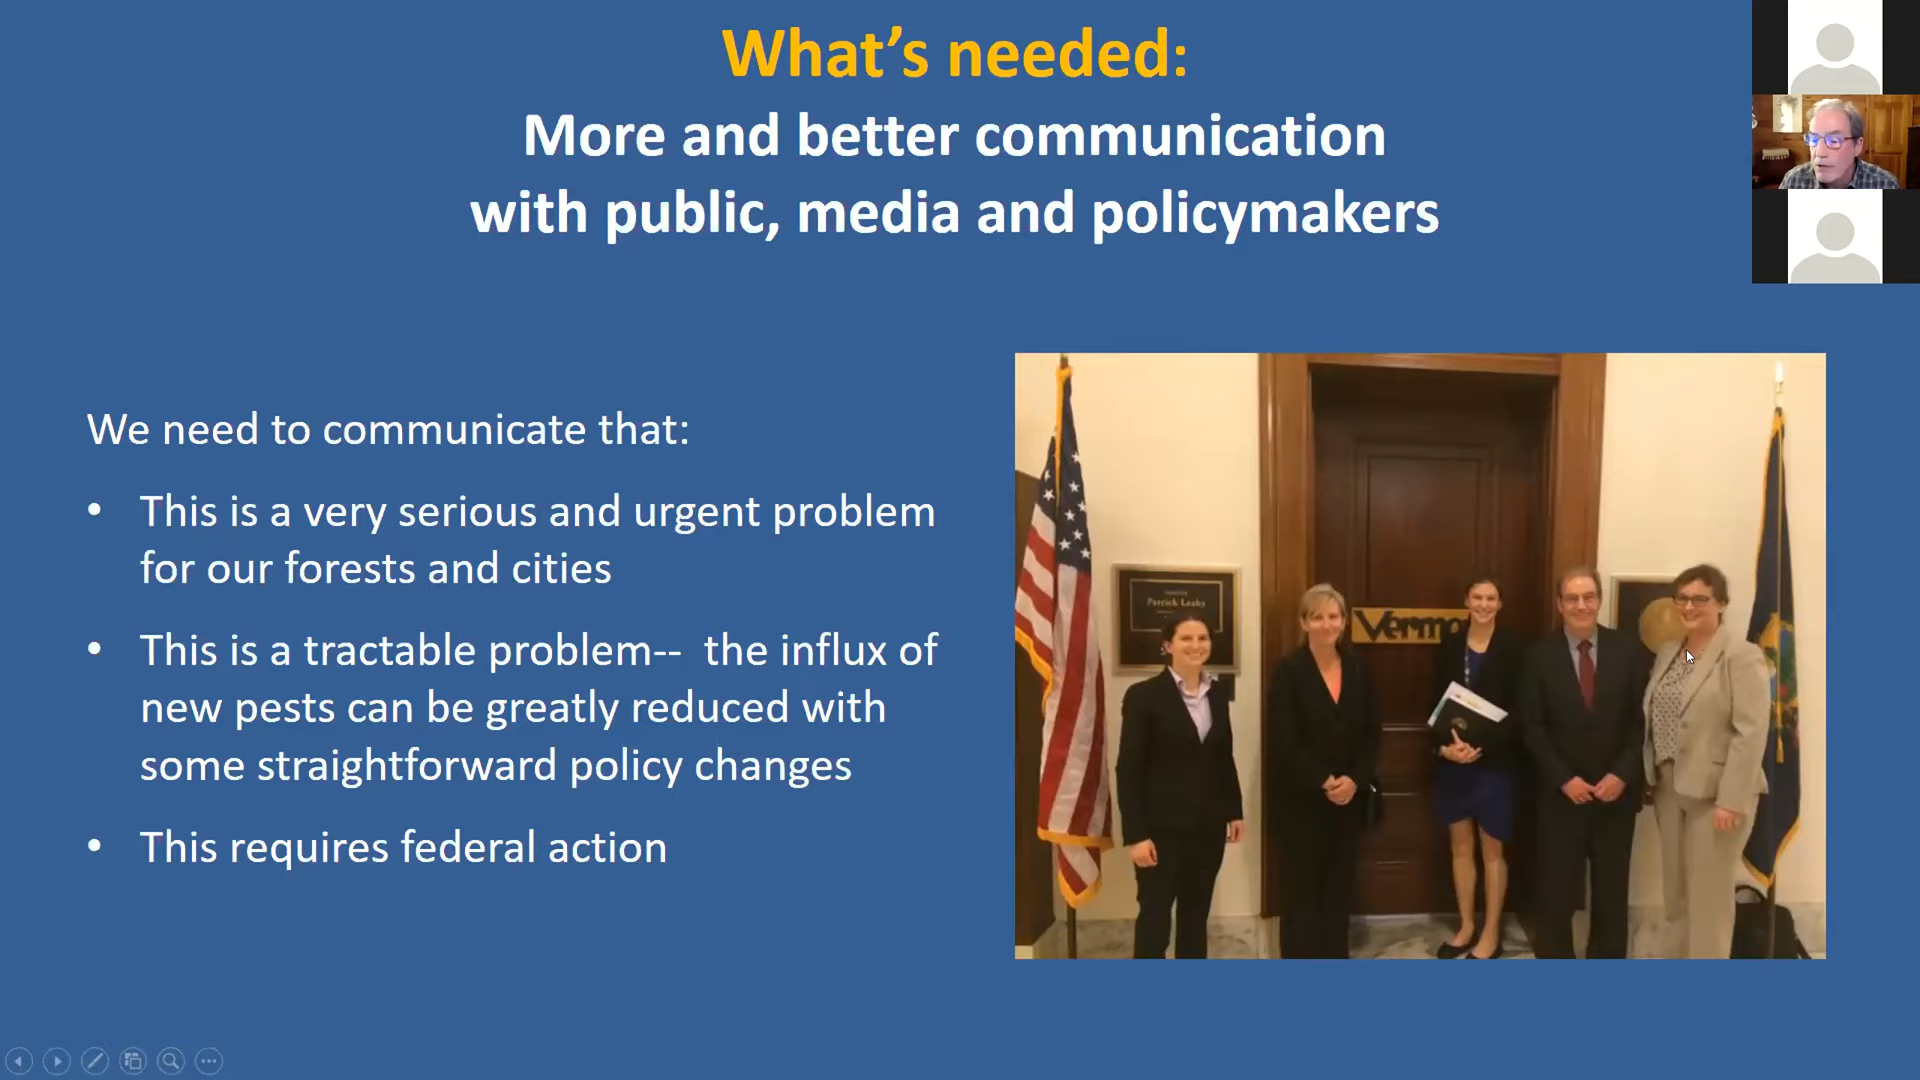 What’s needed:
More and better communication
with public, media and policymakers
We need to communicate that:
• This is a very serious and urgent problem
for our forests and cities
• This is a tractable problem--  the influx of
new pests can be greatly reduced with
some straightforward policy changes
• This requires federal action
Patrick Leahy